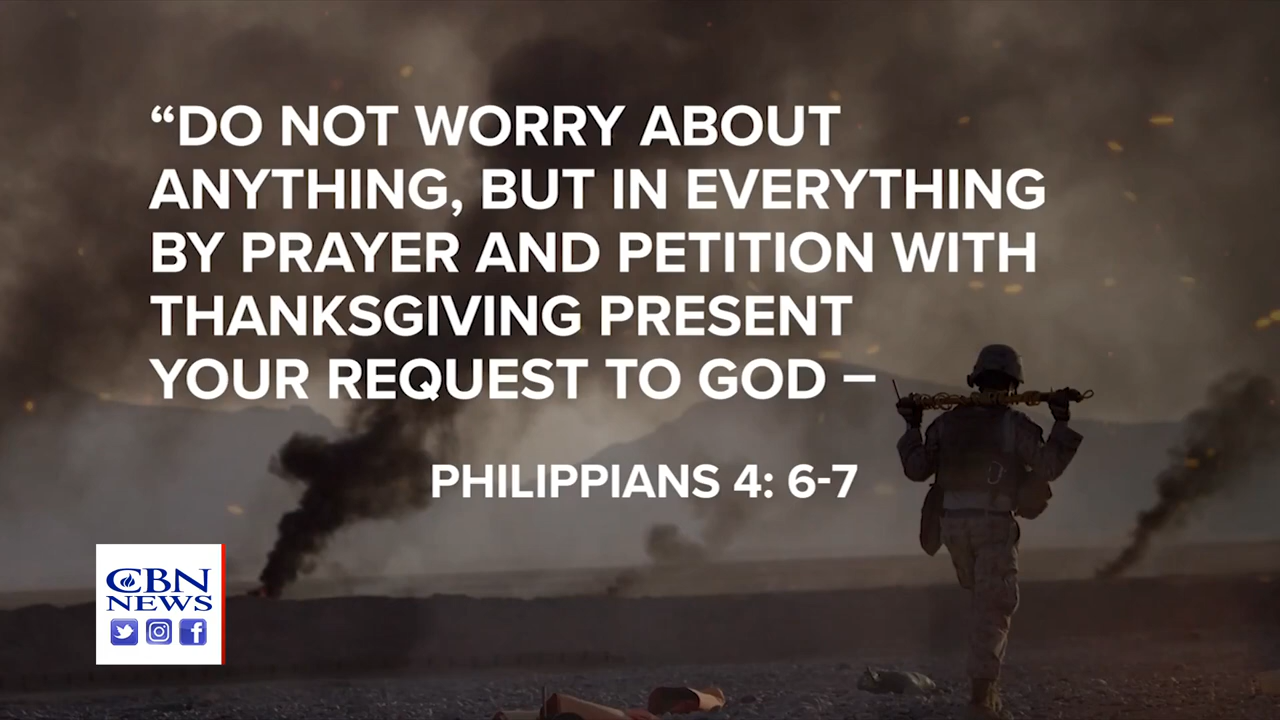 “DO NOT WORRY ABOUT
ANYTHING, BUT IN EVERYTHING
BY PRAYER AND PETITION WITH
THANKSGIVING PRESENT
YOUR REQUEST TO GOD –
PHILIPPIANS 4: 6-7
CBN
NEWS